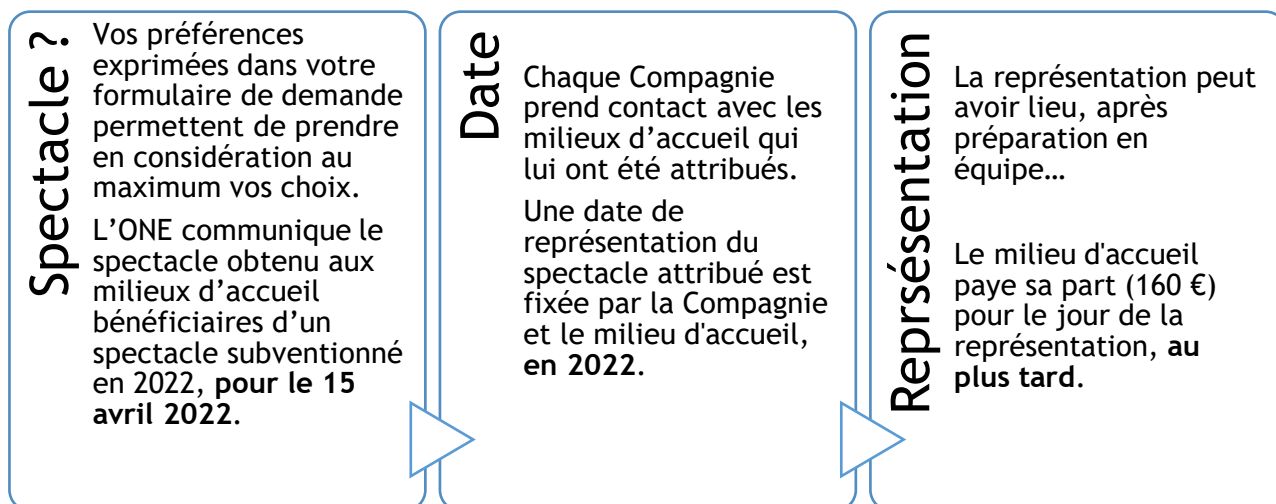 Spectacle ?
Vos préférences
exprimées dans votre
formulaire de demande
permettent de prendre
en considération au
maximum vos choix.
L’ONE communique le
spectacle obtenu aux
milieux d’accueil
bénéficiaires d’un
spectacle subventionné
en 2022, pour le 15
avril 2022.
Date
Chaque Compagnie
prend contact avec les
milieux d’accueil qui
lui ont été attribués.
Une date de
représentation du
spectacle attribué est
fixée par la Compagnie
et le milieu d'accueil,
en 2022.
Reprsésentation
La représentation peut
avoir lieu, après
préparation en
équipe…
Le milieu d'accueil
paye sa part (160 €)
pour le jour de la
représentation, au
plus tard.